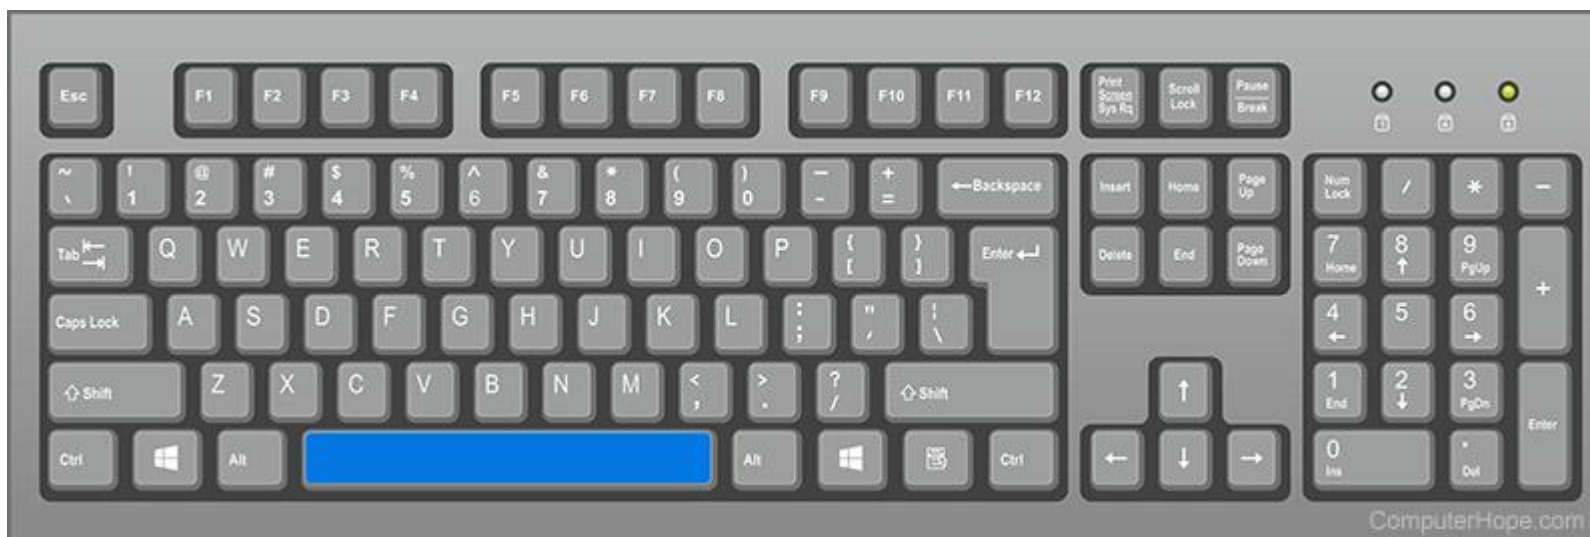 Esc F1 F2 F3 F4 F5 F6 F7 F8 F9 F10 F11 F12 Print Screen Sys Rq Scroll Lock Pause Break
~ ! @ # $ % ^ & * ( ) — +
\ 1 2 3 4 5 6 7 8 9 0 - = ←Backspace Insert Home Page Up Num Lock / * −
Tab Q W E R T Y U I O P { [ } ] Enter ↵ Delete End Page Down 7 Home 8 ↑ 9 PgUp +
Caps Lock A S D F G H J K L : ; " ' ¦ \ 4 ← 5 6 →
⇧ Shift Z X C V B N M < , > . ? / ⇧ Shift ↑ 1 End 2 ↓ 3 PgDn Enter
Ctrl Alt Alt Ctrl ← ↓ → 0 Ins . Del
ComputerHope.com